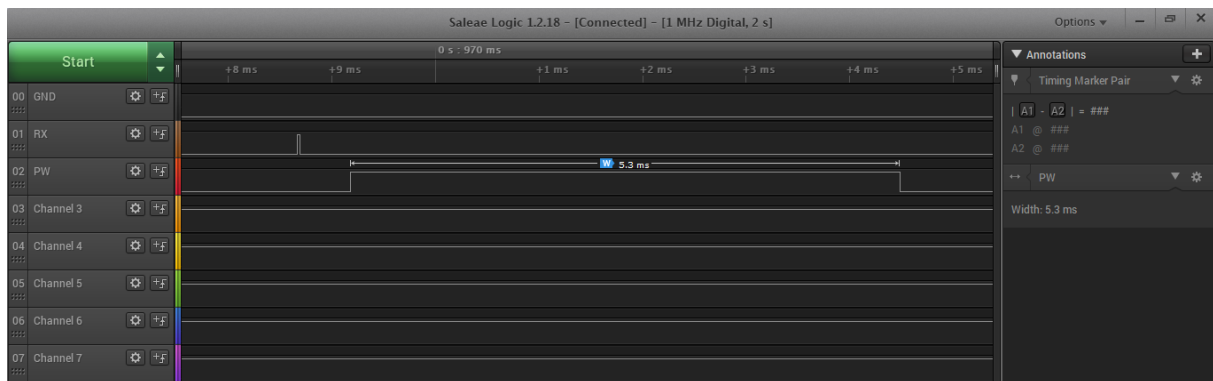 Saleae Logic 1.2.18 - [Connected] - [1 MHz Digital, 2 s]
Options
Start
0 s : 970 ms
+8 ms +9 ms +1 ms +2 ms +3 ms +4 ms +5 ms
Annotations
00 GND
Timing Marker Pair
| A1 - A2 | = ###
A1 @ ###
A2 @ ###
01 RX
02 PW
W 5.3 ms
PW
Width: 5.3 ms
03 Channel 3
04 Channel 4
05 Channel 5
06 Channel 6
07 Channel 7